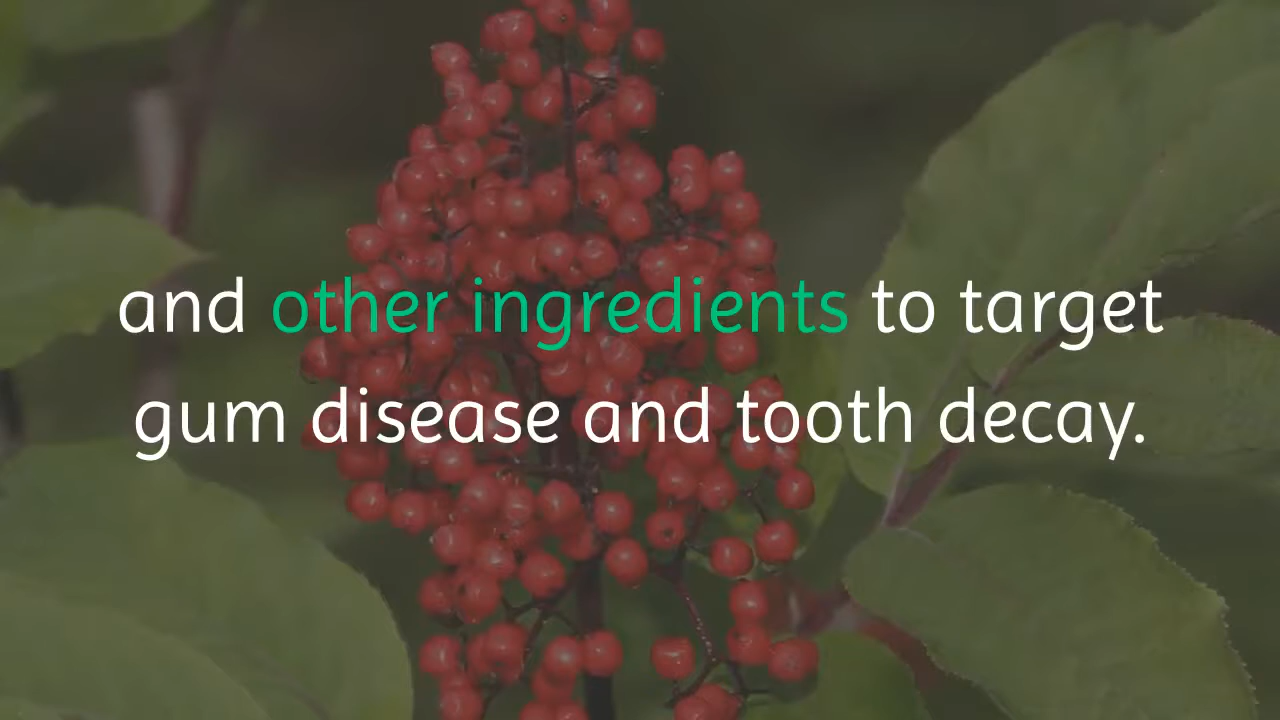 and other ingredients to target
gum disease and tooth decay.